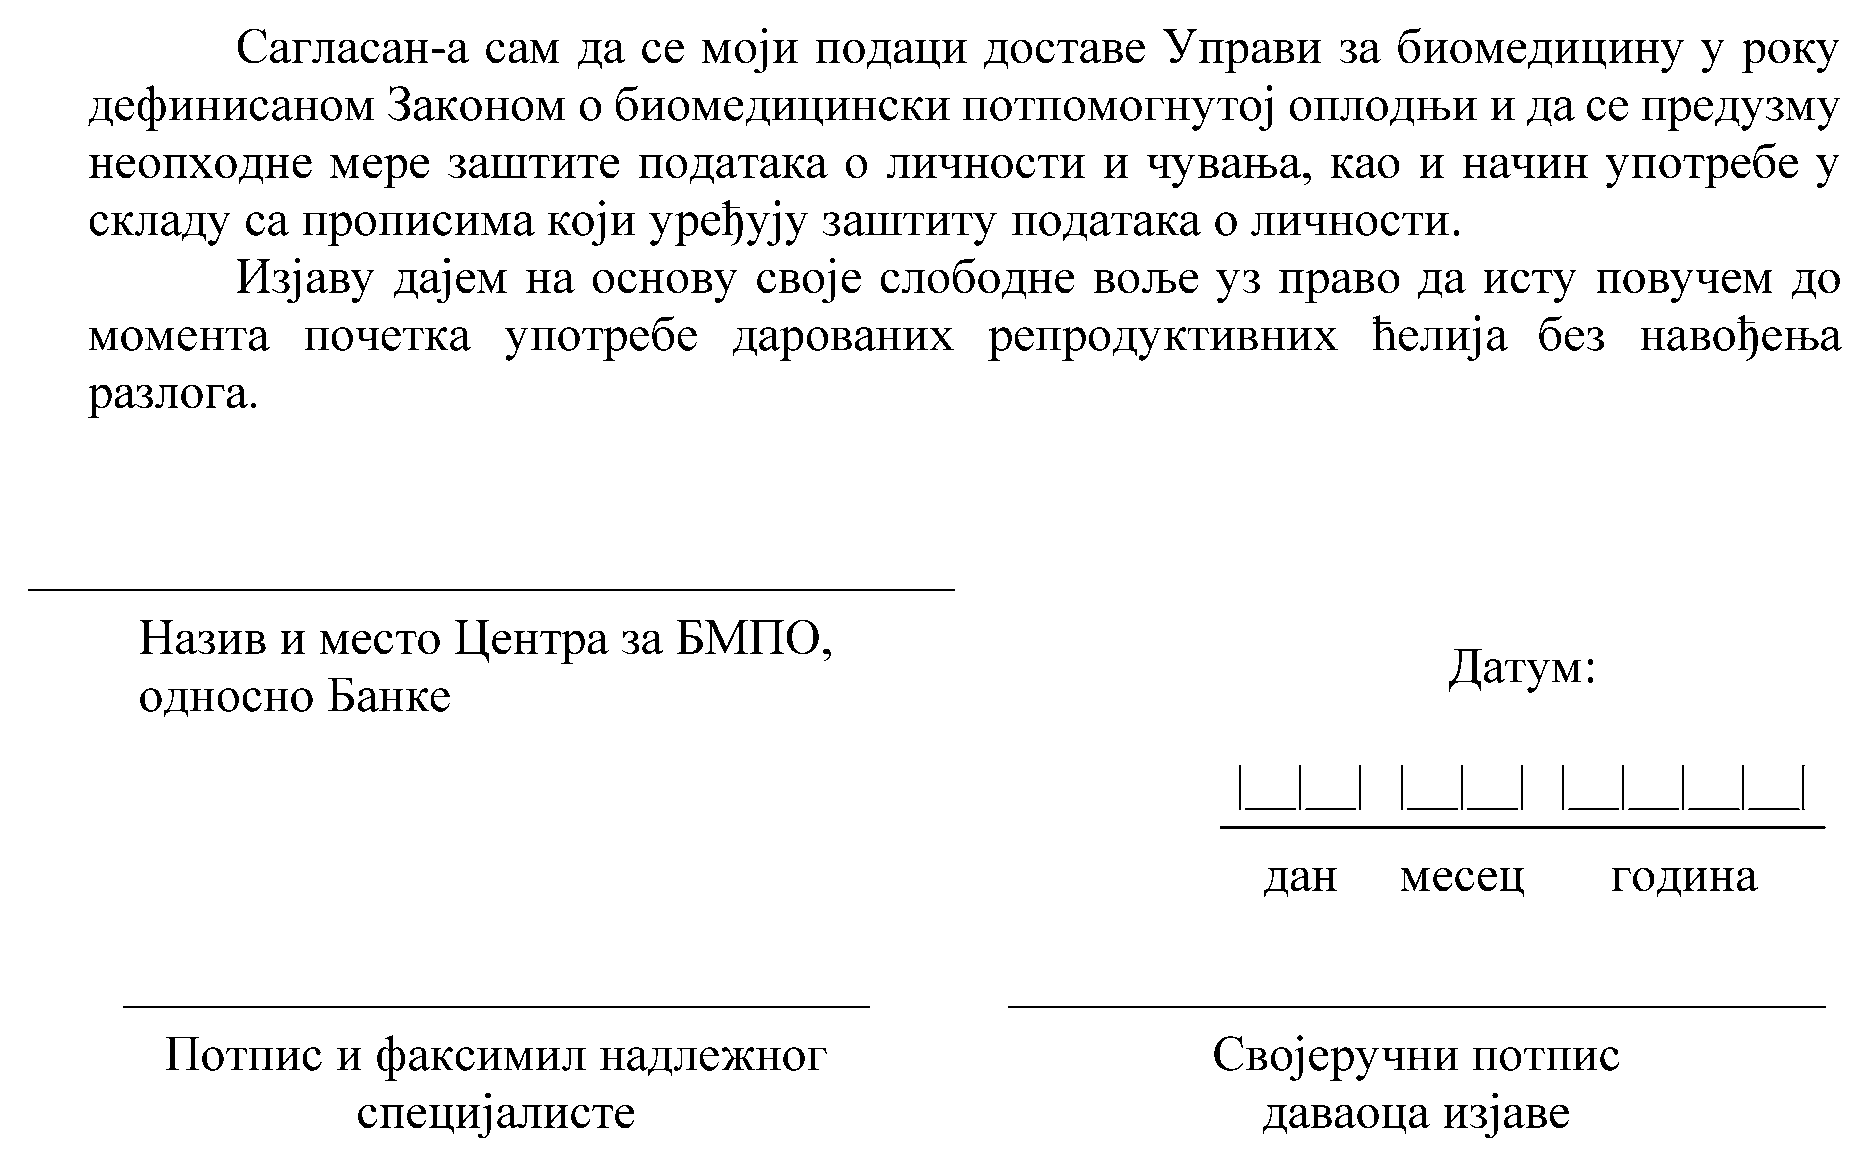 Сагласан-а сам да се моји подаци доставе Управи за биомедицину у року
дефинисаном Законом о биомедицински потпомогнутој оплодњи и да се предузму
неопходне мере заштите података о личности и чувања, као и начин употребе у
складу са прописима који уређују заштиту података о личности.
Изјаву дајем на основу своје слободне воље уз право да исту повучем до
момента почетка употребе дарованих репродуктивних ћелија без навођења
разлога.
Назив и место Центра за БМПО,
односно Банке
Датум:
|__|__| |__|__| |__|__|__|__|
дан месец година
Потпис и факсимил надлежног
специјалисте
Својеручни потпис
даваоца изјаве